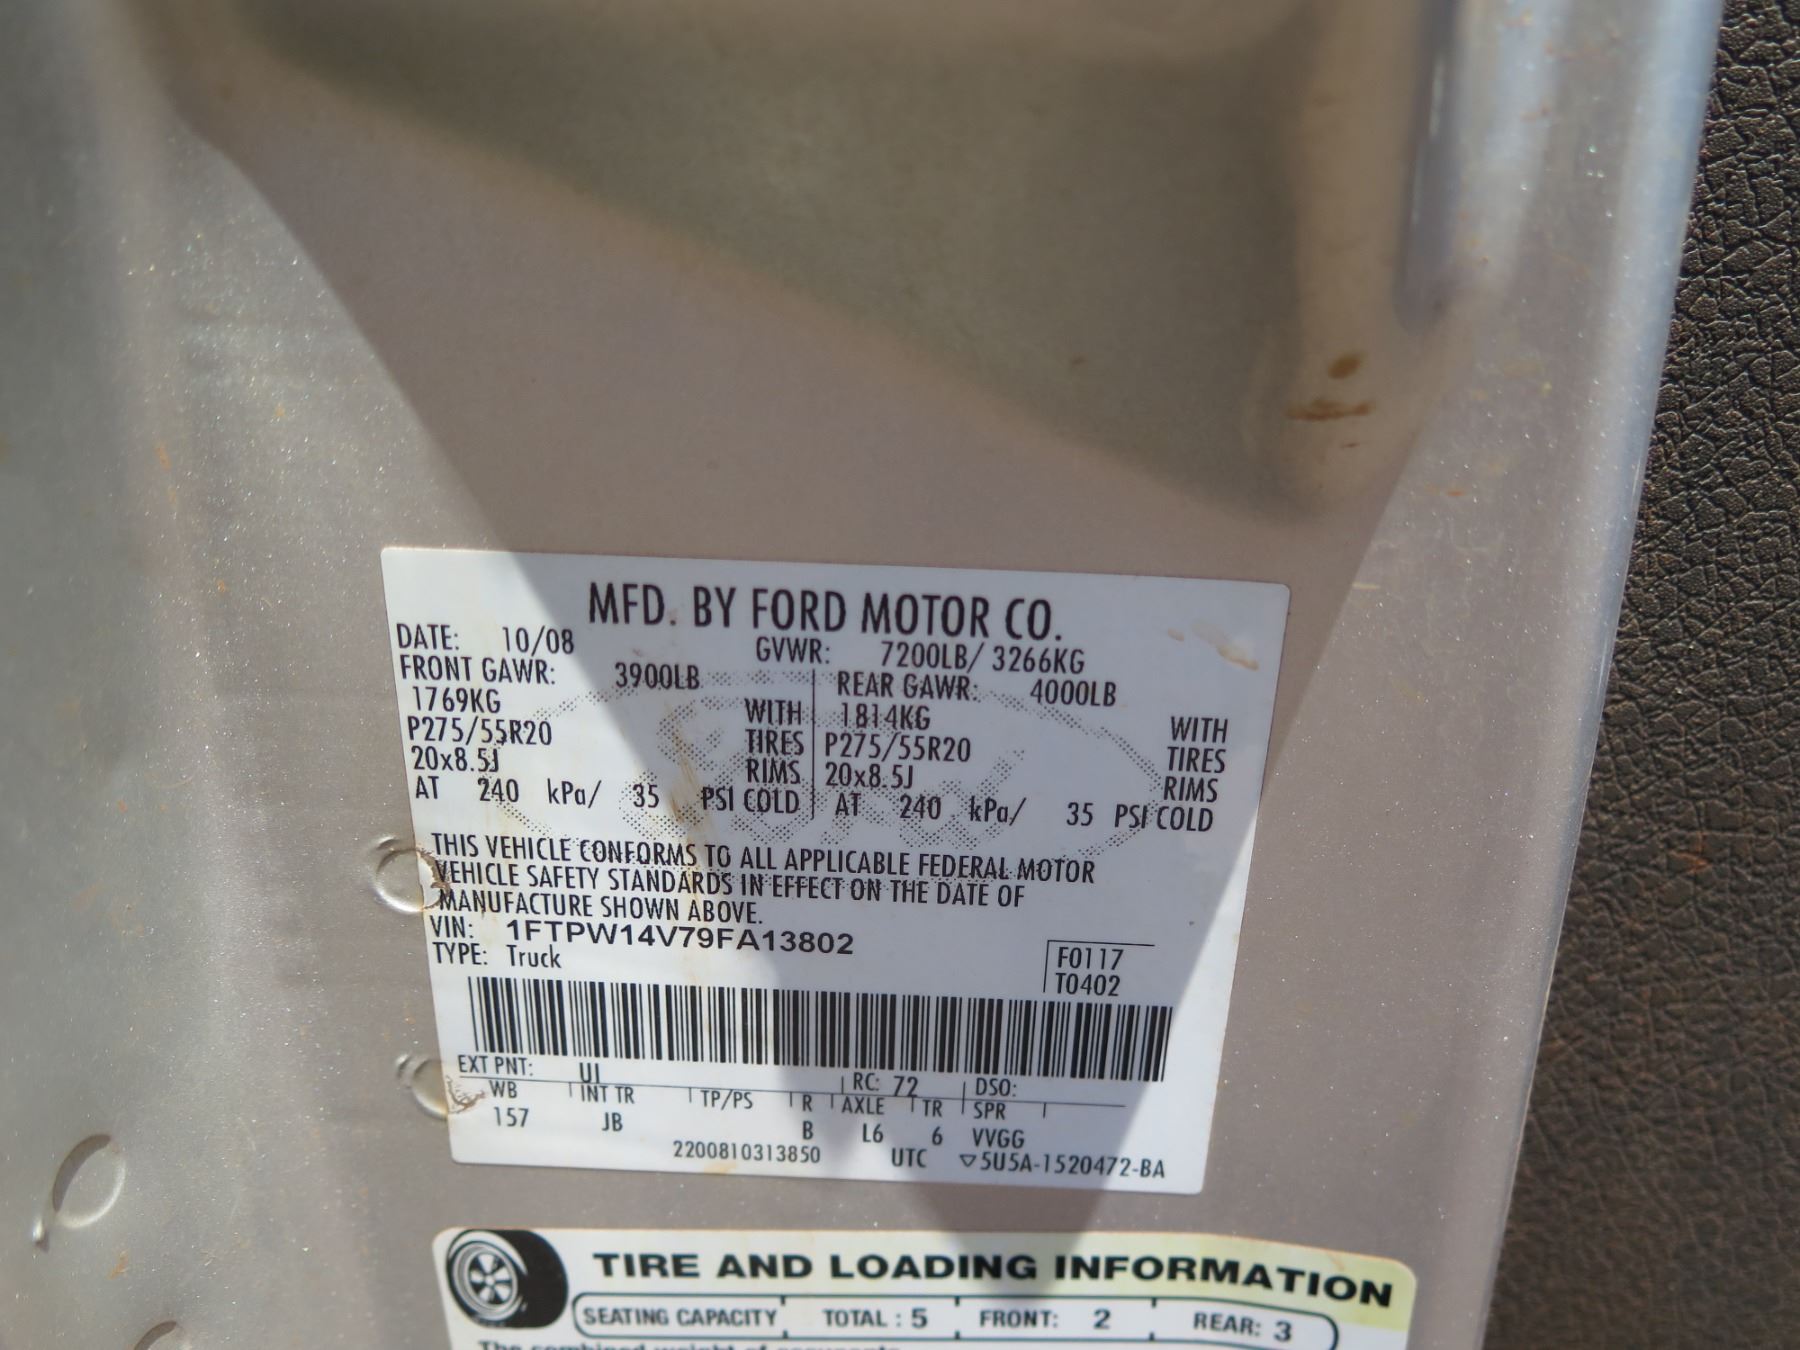 MFD. BY FORD MOTOR CO.
DATE: 10/08 GVWR: 7200LB/ 3266KG
FRONT GAWR: 3900LB REAR GAWR: 4000LB
1769KG WITH 1814KG WITH
P275/55R20 TIRES P275/55R20 TIRES
20x8.5J RIMS 20x8.5J RIMS
AT 240 kPa/ 35 PSI COLD AT 240 kPa/ 35 PSI COLD
THIS VEHICLE CONFORMS TO ALL APPLICABLE FEDERAL MOTOR
VEHICLE SAFETY STANDARDS IN EFFECT ON THE DATE OF
MANUFACTURE SHOWN ABOVE.
VIN: 1FTPW14V79FA13802
TYPE: Truck
F0117
T0402
EXT PNT: UJ RC: 72 DSO:
WB INT TR TP/PS R AXLE TR SPR
157 JB B L6 6 VVGG
2200810313850 UTC ▽5U5A-1520472-BA
TIRE AND LOADING INFORMATION
SEATING CAPACITY TOTAL : 5 FRONT: 2 REAR: 3
The combined weight of occupants